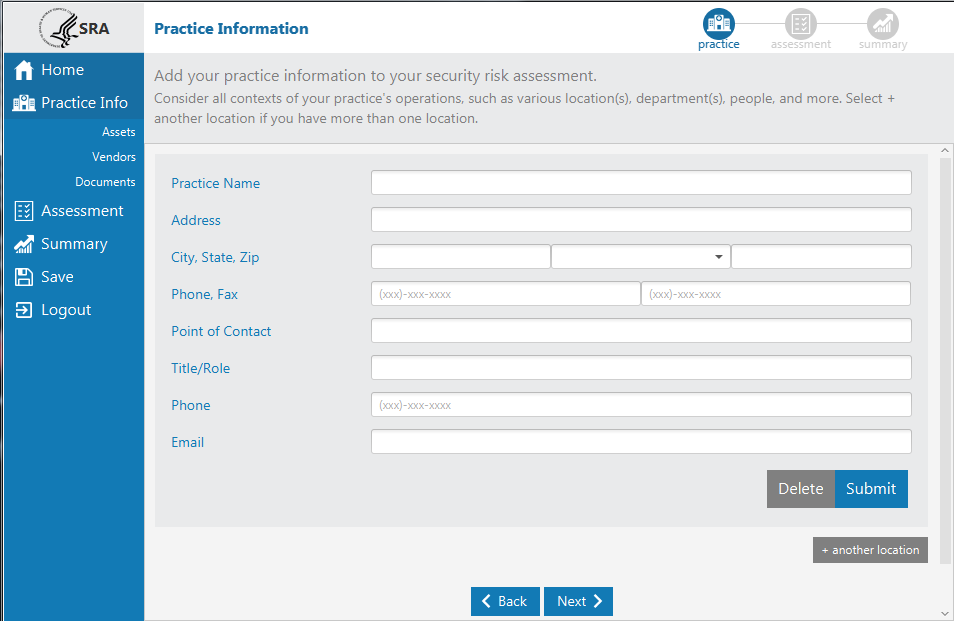 SRA
Practice Information
practice
assessment
summary
Home
Practice Info
Assets
Vendors
Documents
Assessment
Summary
Save
Logout
Add your practice information to your security risk assessment.
Consider all contexts of your practice's operations, such as various location(s), department(s), people, and more. Select +
another location if you have more than one location.
Practice Name
Address
City, State, Zip
Phone, Fax
(xxx)-xxx-xxxx
(xxx)-xxx-xxxx
Point of Contact
Title/Role
Phone
(xxx)-xxx-xxxx
Email
Delete
Submit
+ another location
Back
Next